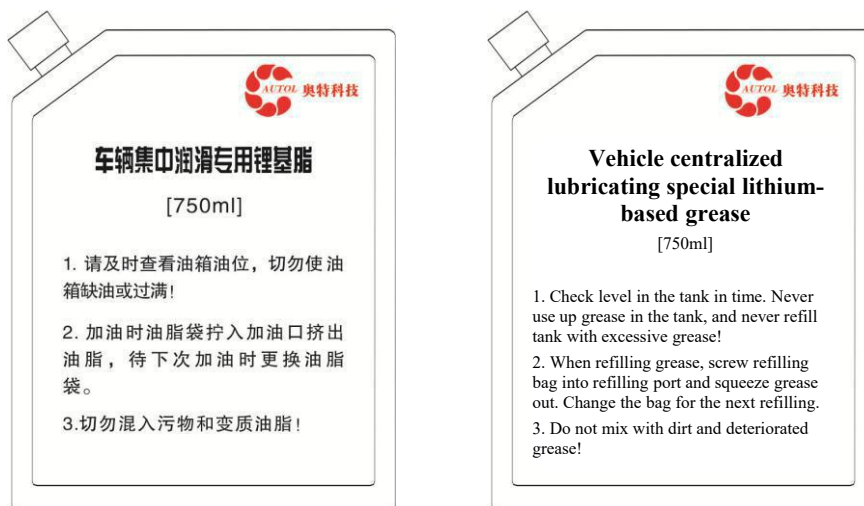 AUTOL 奥特科技
车辆集中润滑专用锂基脂
[750ml]
1. 请及时查看油箱油位，切勿使油
箱缺油或过满!
2. 加油时油脂袋拧入加油口挤出
油脂，待下次加油时更换油脂
袋。
3.切勿混入污物和变质油脂!
AUTOL 奥特科技
Vehicle centralized
lubricating special lithium-
based grease
[750ml]
1. Check level in the tank in time. Never
use up grease in the tank, and never refill
tank with excessive grease!
2. When refilling grease, screw refilling
bag into refilling port and squeeze grease
out. Change the bag for the next refilling.
3. Do not mix with dirt and deteriorated
grease!